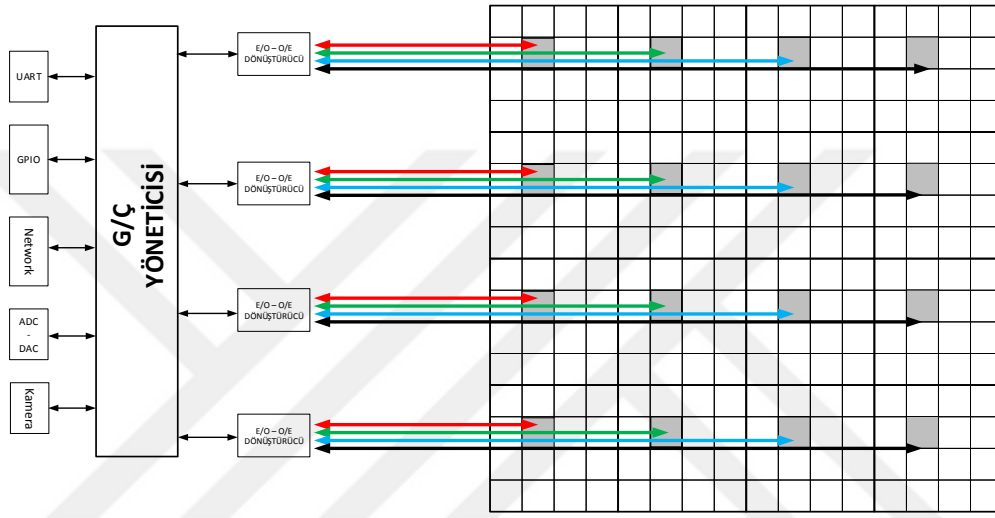 UART
GPIO
Network
ADC
-
DAC
Kamera
G/Ç
YÖNETİCİSİ
E/O – O/E
DÖNÜŞTÜRÜCÜ
E/O – O/E
DÖNÜŞTÜRÜCÜ
E/O – O/E
DÖNÜŞTÜRÜCÜ
E/O – O/E
DÖNÜŞTÜRÜCÜ